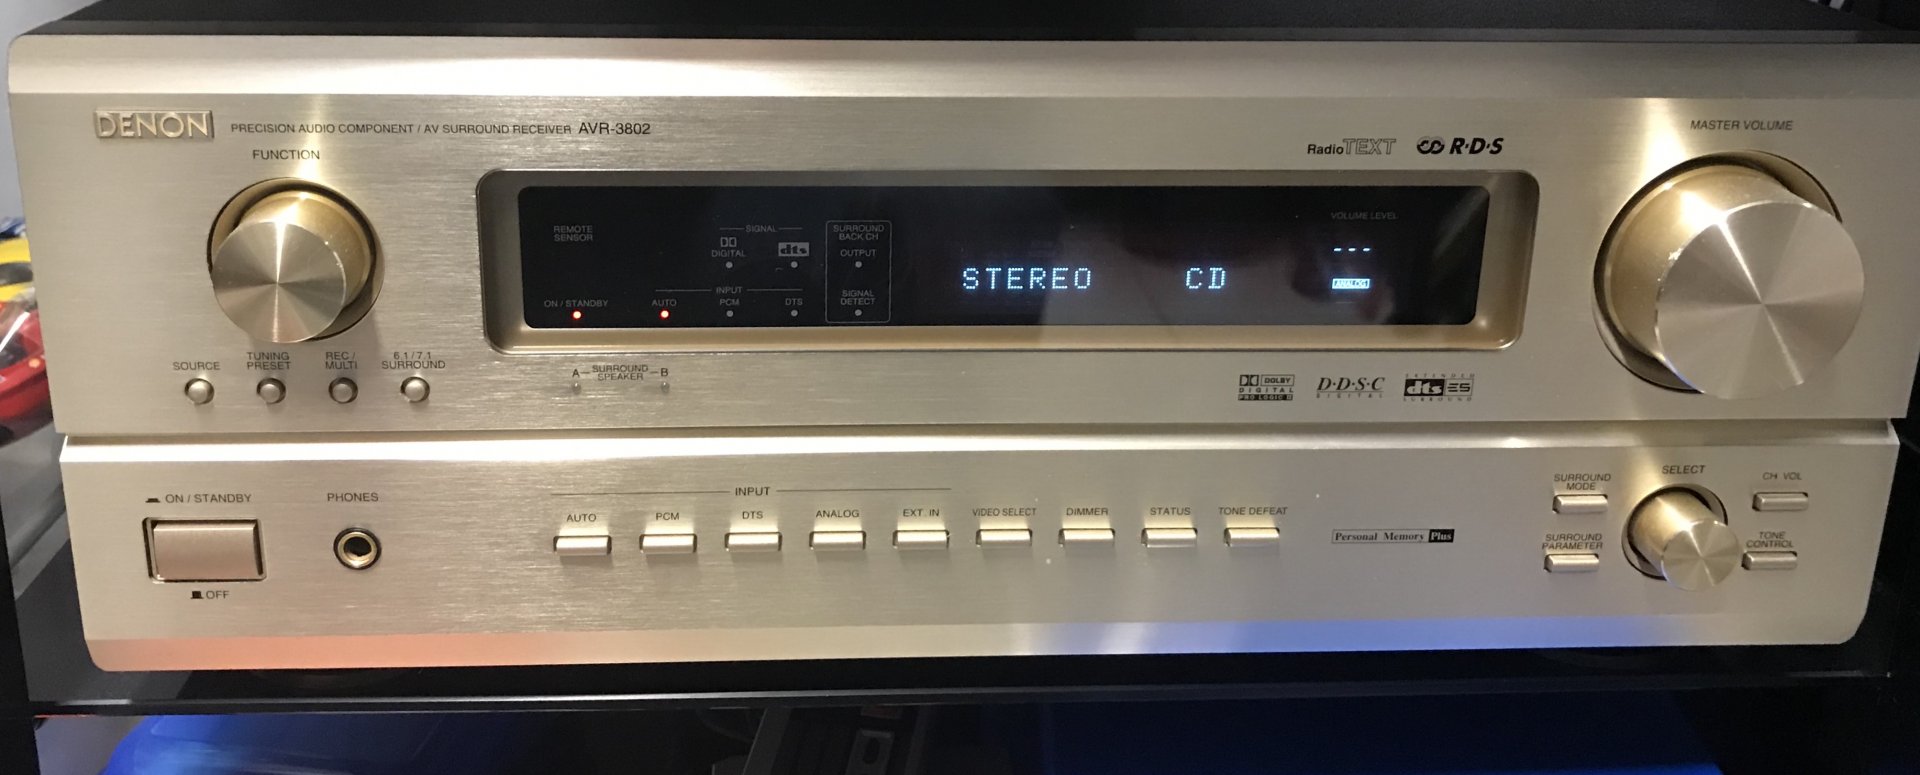 DENON PRECISION AUDIO COMPONENT / AV SURROUND RECEIVER AVR-3802
RadioTEXT R·D·S
MASTER VOLUME
FUNCTION
REMOTE
SENSOR
SIGNAL
DIGITAL
dts
SURROUND
BACK CH
OUTPUT
SIGNAL
DETECT
INPUT
ON / STANDBY
AUTO
PCM
DTS
STEREO CD
VOLUME LEVEL
---
ANALOG
SOURCE
TUNING
PRESET
REC /
MULTI
6.1 / 7.1
SURROUND
A SURROUND B
SPEAKER
DOLBY
DIGITAL
PRO LOGIC II
D·D·S·C
DIGITAL
EXTENDED
dts ES
SURROUND
ON / STANDBY
OFF
PHONES
INPUT
AUTO
PCM
DTS
ANALOG
EXT. IN
VIDEO SELECT
DIMMER
STATUS
TONE DEFEAT
Personal Memory Plus
SURROUND
MODE
SURROUND
PARAMETER
SELECT
CH VOL
TONE
CONTROL